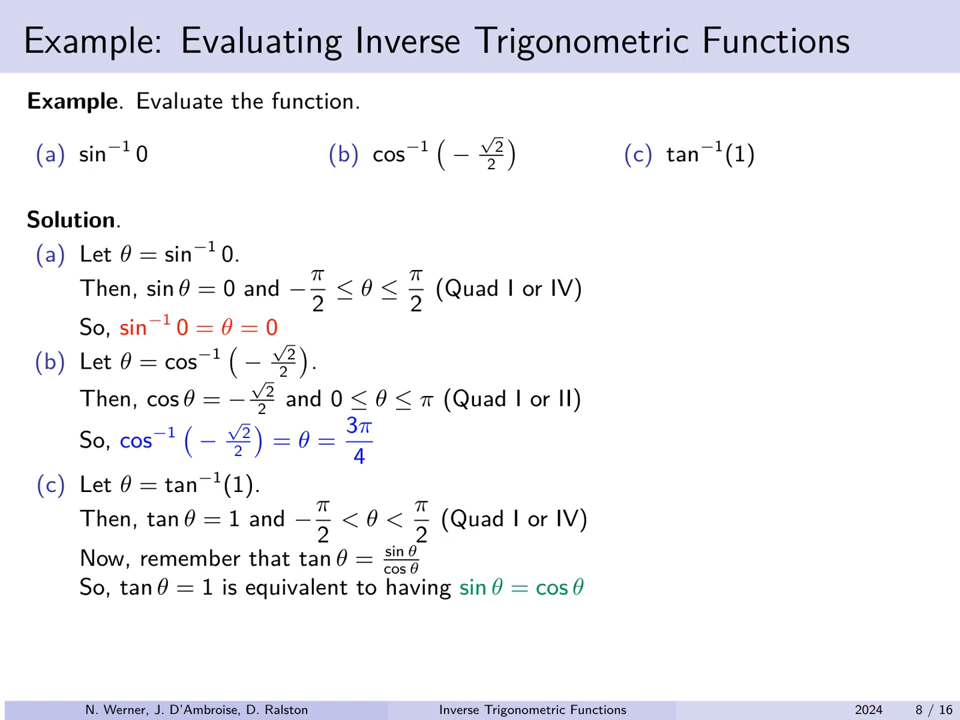 Example: Evaluating Inverse Trigonometric Functions
Example. Evaluate the function.
(a) sin⁻¹ 0 (b) cos⁻¹ (− √2/2) (c) tan⁻¹(1)
Solution.
(a) Let θ = sin⁻¹ 0.
Then, sin θ = 0 and −π/2 ≤ θ ≤ π/2 (Quad I or IV)
So, sin⁻¹ 0 = θ = 0
(b) Let θ = cos⁻¹ (− √2/2).
Then, cos θ = −√2/2 and 0 ≤ θ ≤ π (Quad I or II)
So, cos⁻¹ (− √2/2) = θ = 3π/4
(c) Let θ = tan⁻¹(1).
Then, tan θ = 1 and −π/2 < θ < π/2 (Quad I or IV)
Now, remember that tan θ = sin θ/cos θ
So, tan θ = 1 is equivalent to having sin θ = cos θ
N. Werner, J. D'Ambroise, D. Ralston Inverse Trigonometric Functions 2024 8 / 16